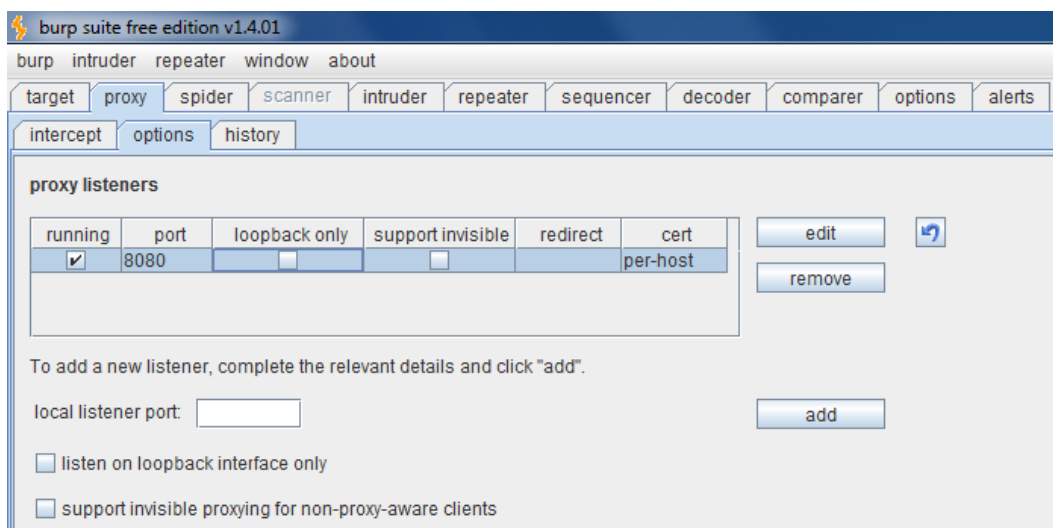 burp suite free edition v1.4.01
burp intruder repeater window about
target proxy spider scanner intruder repeater sequencer decoder comparer options alerts
intercept options history
proxy listeners
running port loopback only support invisible redirect cert
8080 per-host
edit
remove
To add a new listener, complete the relevant details and click "add".
local listener port: add
listen on loopback interface only
support invisible proxying for non-proxy-aware clients